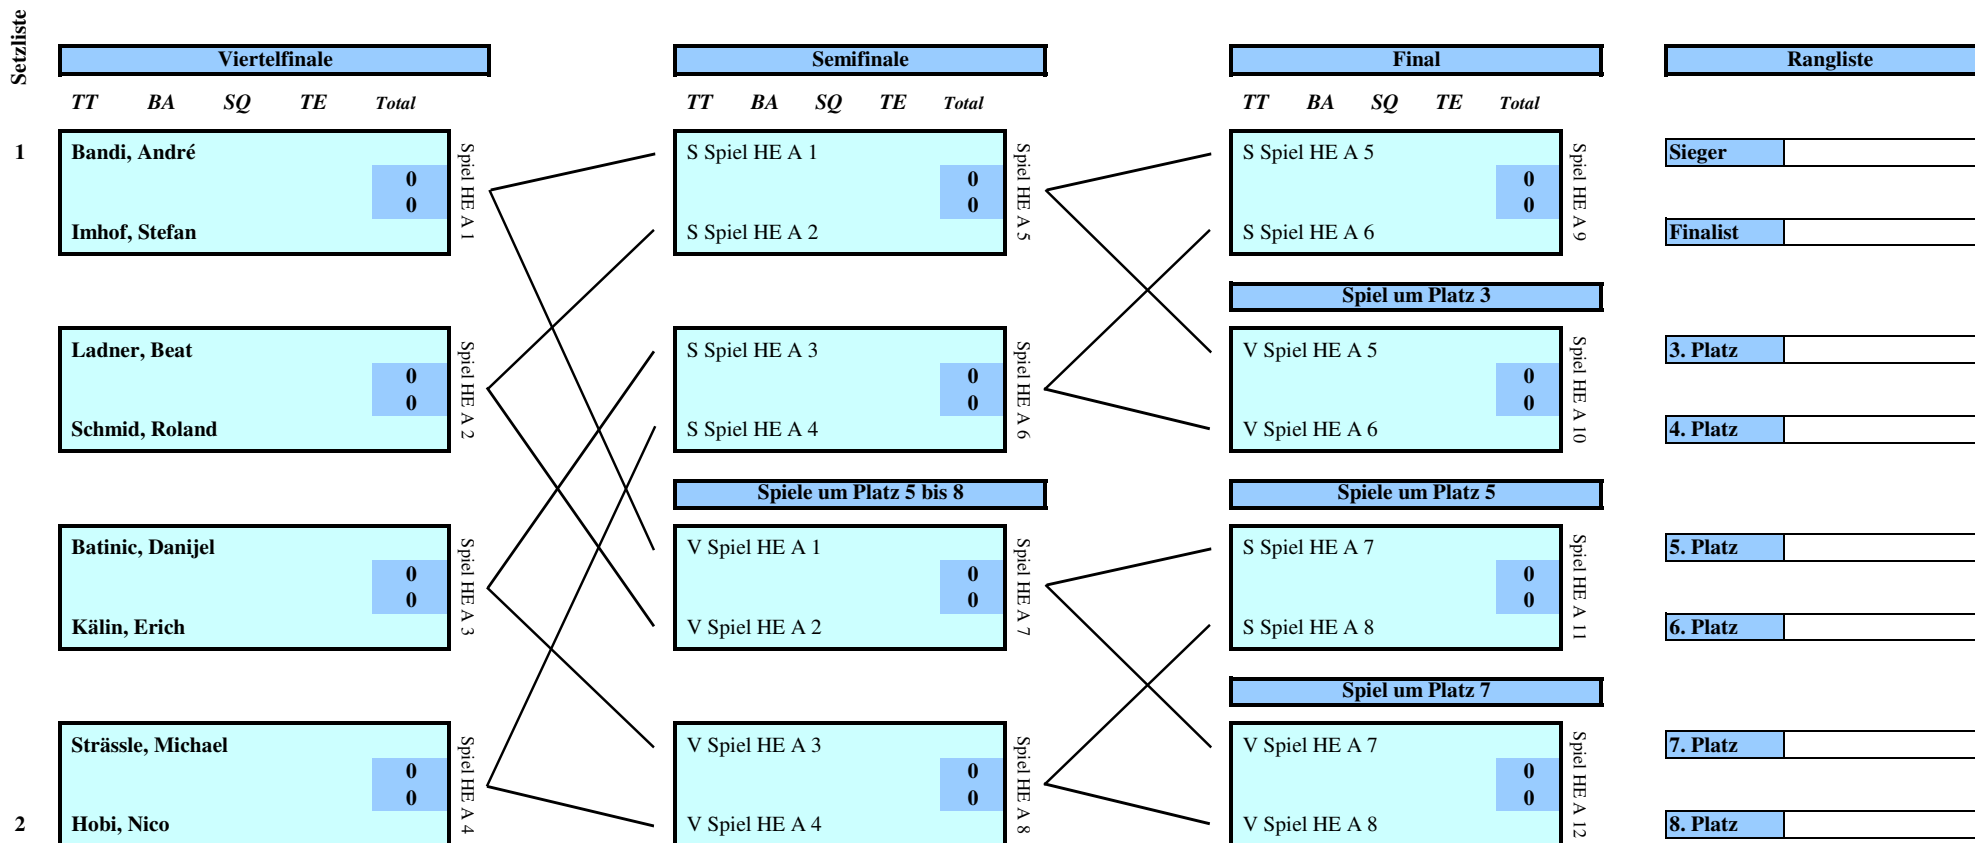 Setzliste
Viertelfinale Semifinale Final Rangliste
TT BA SQ TE Total TT BA SQ TE Total TT BA SQ TE Total
1 Bandi, André Spiel HE A 1 S Spiel HE A 1 Spiel HE A 5 S Spiel HE A 5 Spiel HE A 9 Sieger
0 0 0
0 0 0
Imhof, Stefan S Spiel HE A 2 S Spiel HE A 6 Finalist
Spiel um Platz 3
Ladner, Beat Spiel HE A 2 S Spiel HE A 3 Spiel HE A 6 V Spiel HE A 5 Spiel HE A 10 3. Platz
0 0 0
0 0 0
Schmid, Roland S Spiel HE A 4 V Spiel HE A 6 4. Platz
Spiele um Platz 5 bis 8 Spiele um Platz 5
Batinic, Danijel Spiel HE A 3 V Spiel HE A 1 Spiel HE A 7 S Spiel HE A 7 Spiel HE A 11 5. Platz
0 0 0
0 0 0
Kälin, Erich V Spiel HE A 2 S Spiel HE A 8 6. Platz
Spiel um Platz 7
Strässle, Michael Spiel HE A 4 V Spiel HE A 3 Spiel HE A 8 V Spiel HE A 7 Spiel HE A 12 7. Platz
0 0 0
0 0 0
2 Hobi, Nico V Spiel HE A 4 V Spiel HE A 8 8. Platz